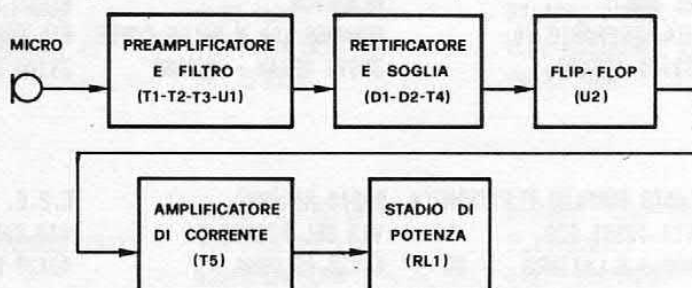 MICRO
PREAMPLIFICATORE
E FILTRO
(T1-T2-T3-U1)
RETTIFICATORE
E SOGLIA
(D1-D2-T4)
FLIP-FLOP
(U2)
AMPLIFICATORE
DI CORRENTE
(T5)
STADIO DI
POTENZA
(RL1)